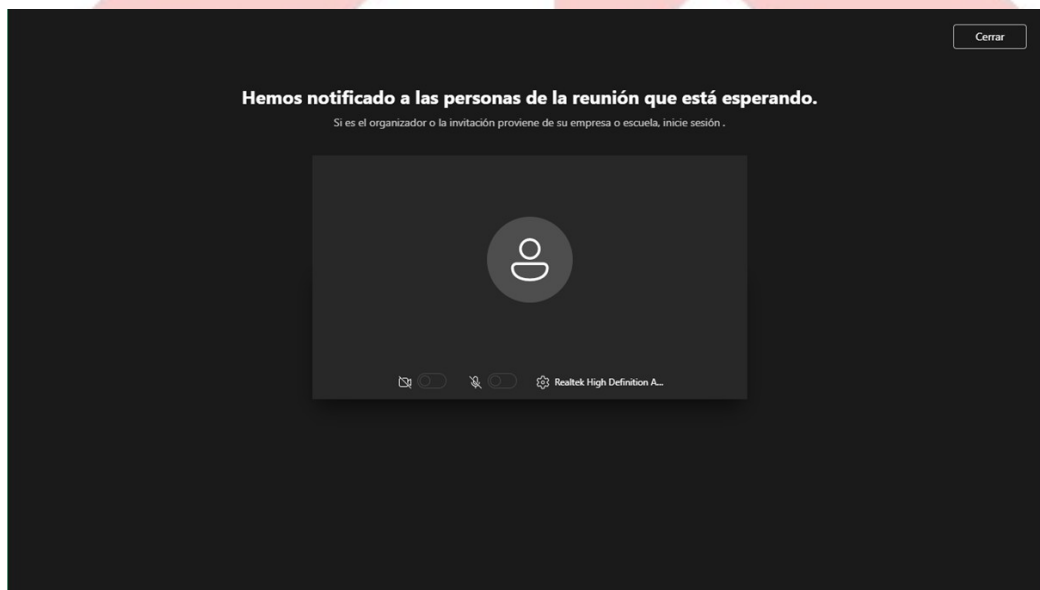 Cerrar
Hemos notificado a las personas de la reunión que está esperando.
Si es el organizador o la invitación proviene de su empresa o escuela, inicie sesión .
Realtek High Definition A...